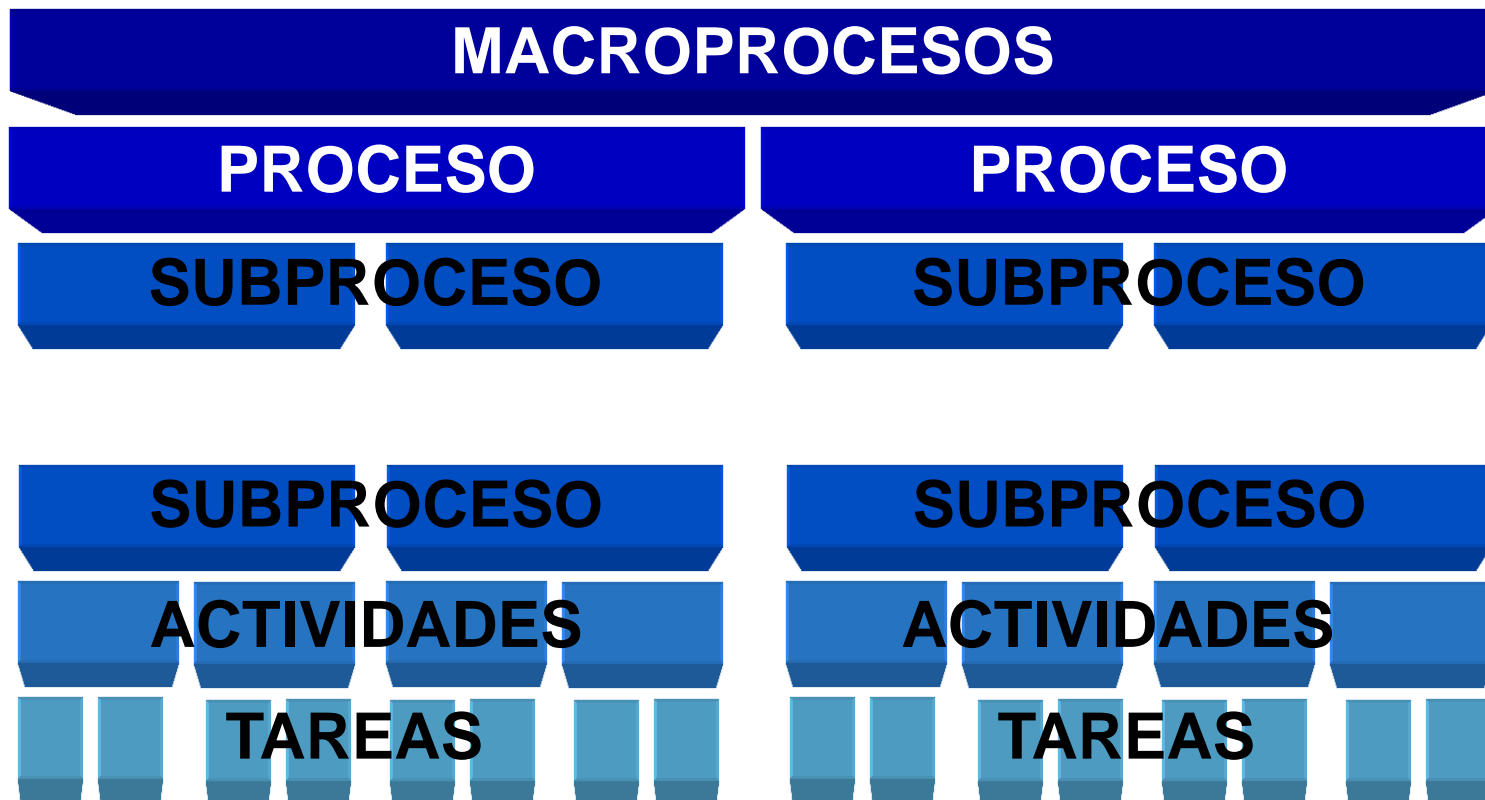 MACROPROCESOS
PROCESO PROCESO
SUBPROCESO SUBPROCESO
SUBPROCESO SUBPROCESO
ACTIVIDADES ACTIVIDADES
TAREAS TAREAS